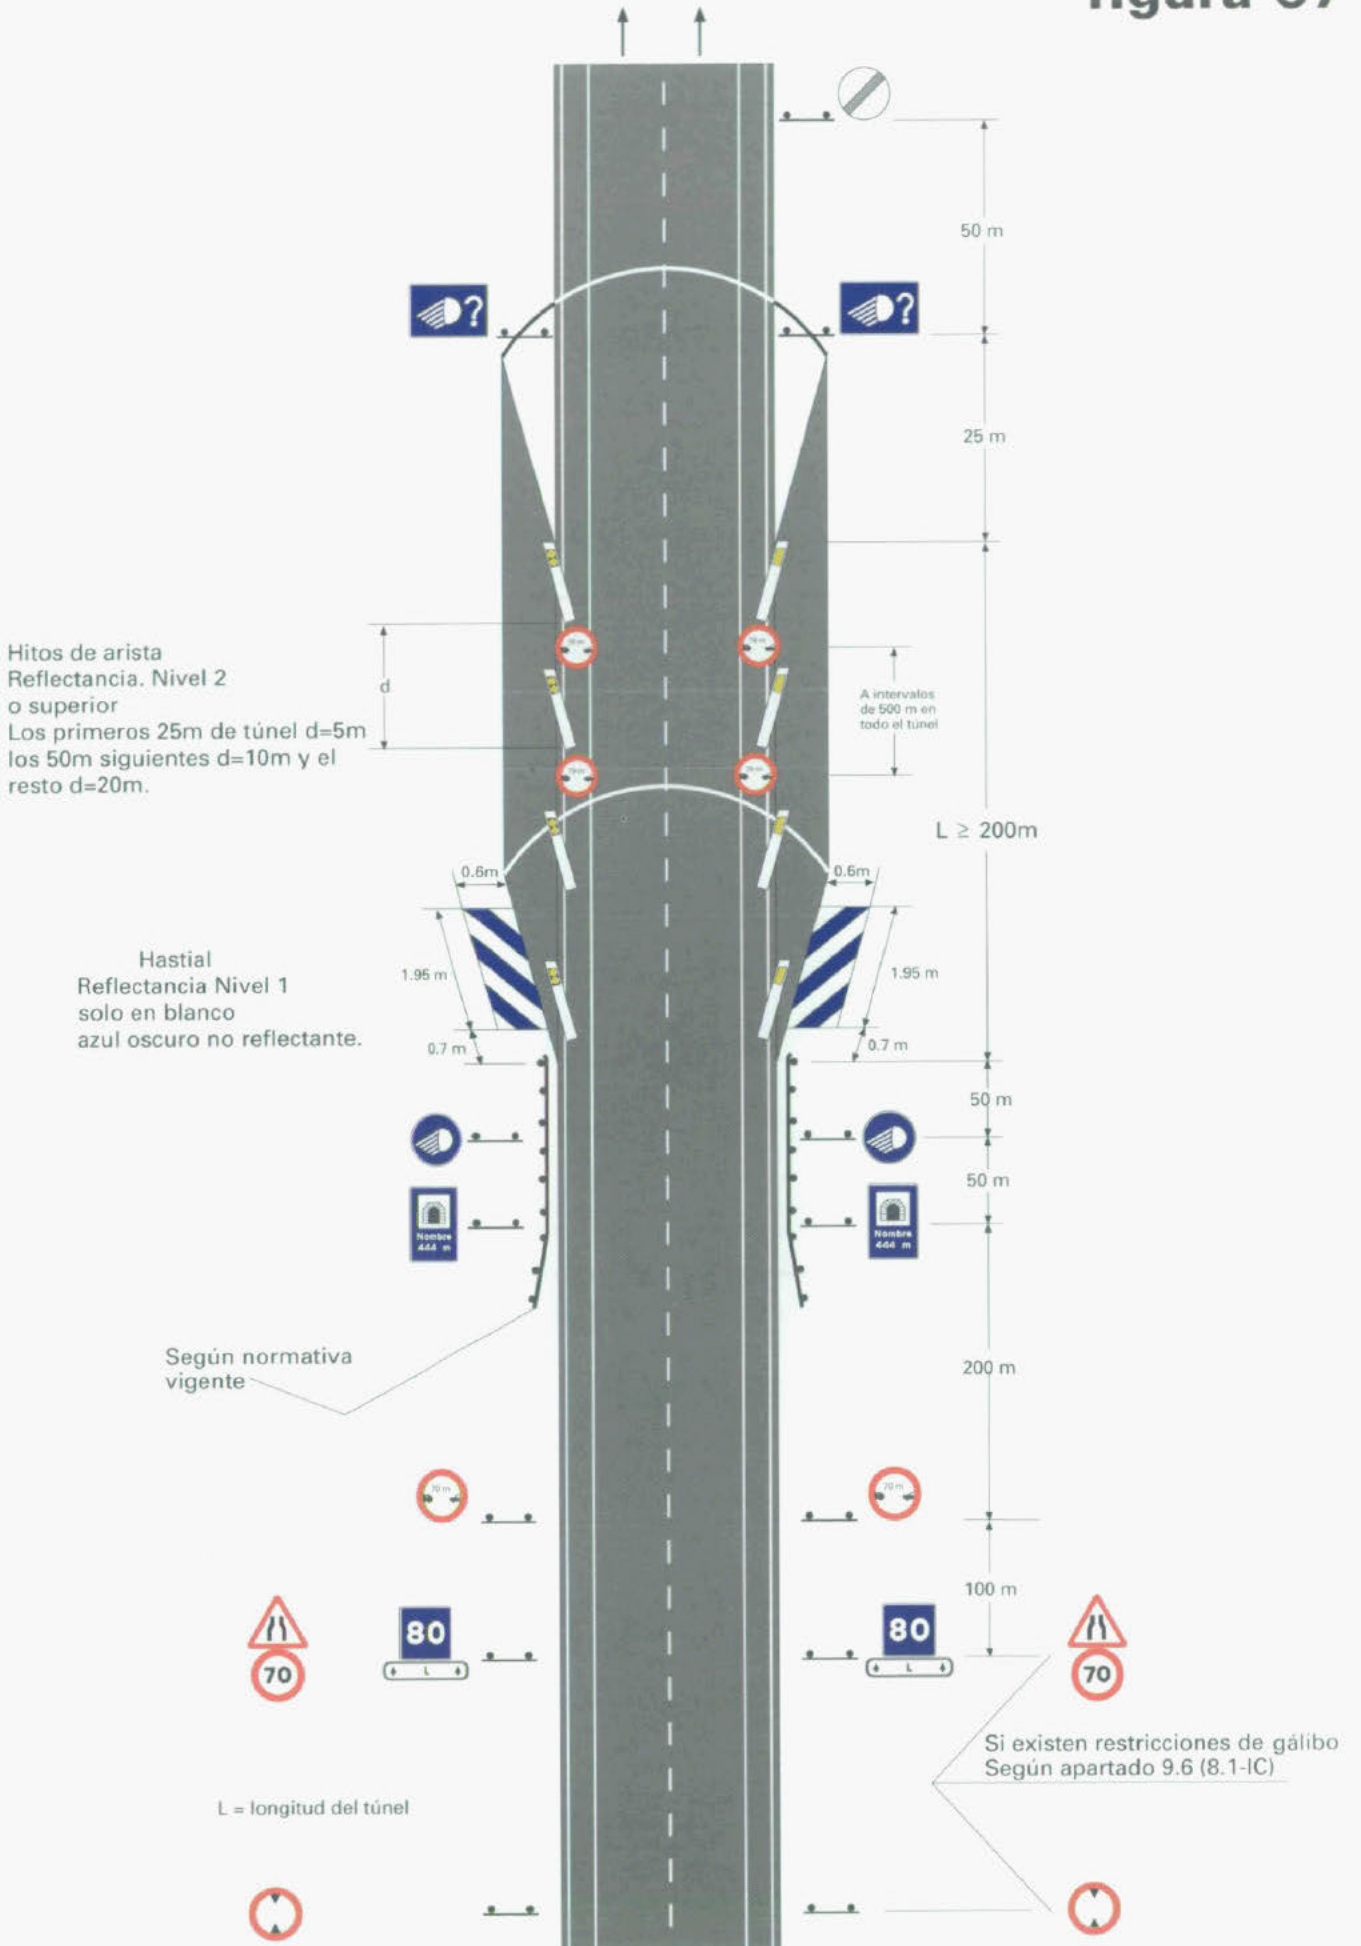 50 m
?
?
25 m
Hitos de arista
Reflectancia. Nivel 2
o superior
Los primeros 25m de túnel d=5m
los 50m siguientes d=10m y el
resto d=20m.
d
A intervalos
de 500 m en
todo el túnel
L ≥ 200m
0.6m
0.6m
1.95 m
1.95 m
Hastial
Reflectancia Nivel 1
solo en blanco
azul oscuro no reflectante.
0.7 m
0.7 m
50 m
50 m
Nombre
444 m
Nombre
444 m
Según normativa
vigente
200 m
70 m
70 m
100 m
80
80
L
L
70
70
Si existen restricciones de gálibo
Según apartado 9.6 (8.1-IC)
L = longitud del túnel